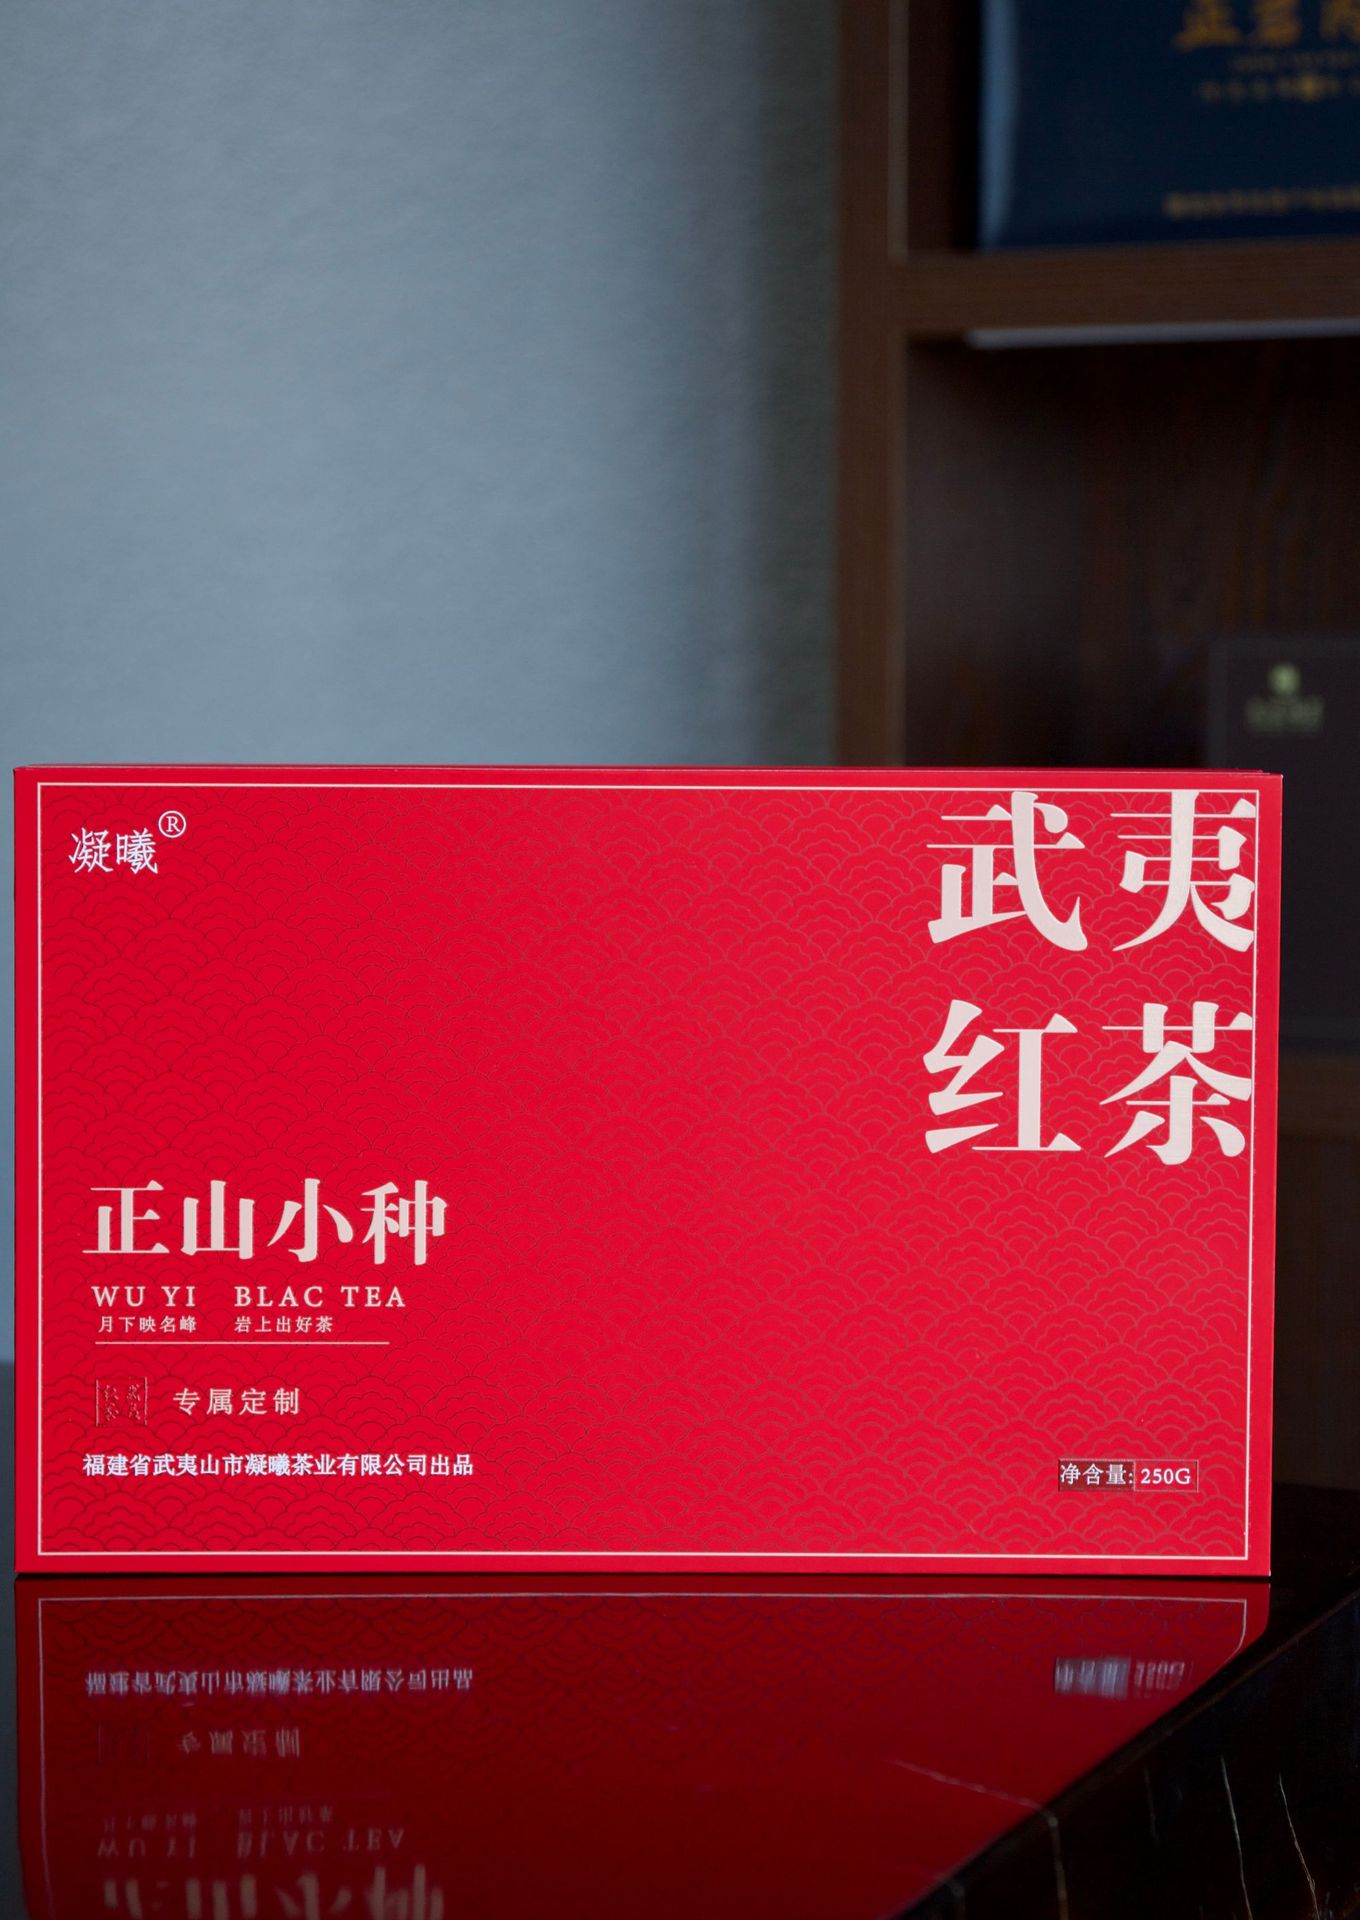 凝曦®
武夷
红茶
正山小种
WU YI BLAC TEA
月下映名峰 岩上出好茶
专属定制
福建省武夷山市凝曦茶业有限公司出品
净含量: 250G